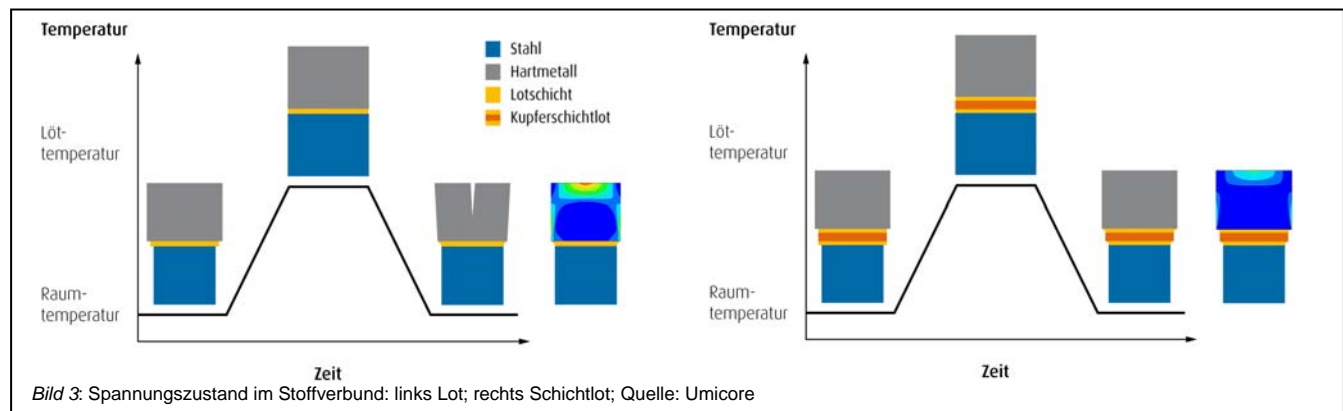 Temperatur
Stahl
Hartmetall
Lotschicht
Kupferschichtlot
Löt-
temperatur
Raum-
temperatur
Zeit
Temperatur
Löt-
temperatur
Raum-
temperatur
Zeit
Bild 3: Spannungszustand im Stoffverbund: links Lot; rechts Schichtlot; Quelle: Umicore